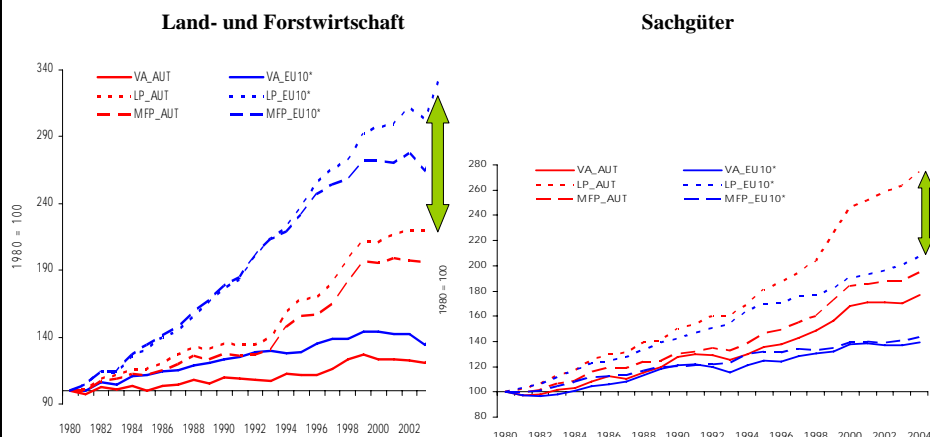 Land- und Forstwirtschaft
340
290
240
190
140
90
1980 = 100
VA_AUT
VA_EU10*
LP_AUT
LP_EU10*
MFP_AUT
MFP_EU10*
1980 1982 1984 1986 1988 1990 1992 1994 1996 1998 2000 2002
Sachgüter
280
260
240
220
200
180
160
140
120
100
80
1980 = 100
VA_AUT
VA_EU10*
LP_AUT
LP_EU10*
MFP_AUT
MFP_EU10*
1980 1982 1984 1986 1988 1990 1992 1994 1996 1998 2000 2002 2004